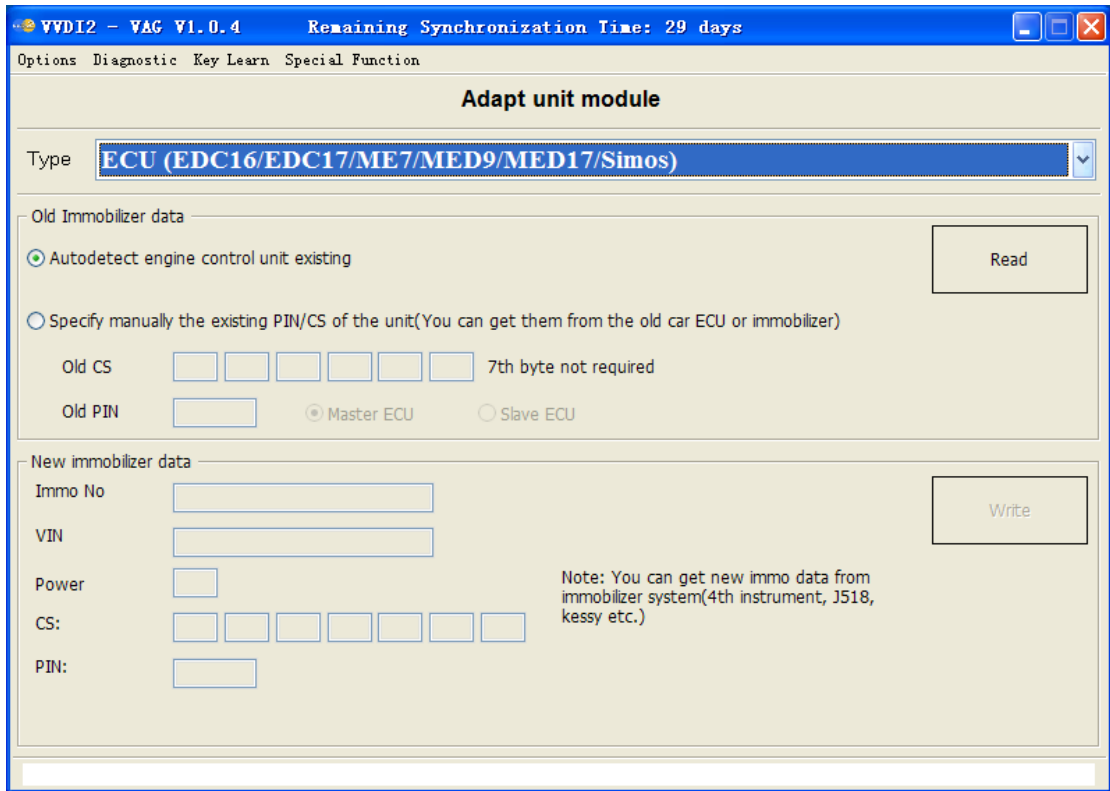 VVDI2 - VAG V1.0.4 Remaining Synchronization Time: 29 days
Options Diagnostic Key Learn Special Function
Adapt unit module
Type ECU (EDC16/EDC17/ME7/MED9/MED17/Simos)
Old Immobilizer data
Autodetect engine control unit existing
Read
Specify manually the existing PIN/CS of the unit(You can get them from the old car ECU or immobilizer)
Old CS 7th byte not required
Old PIN Master ECU Slave ECU
New immobilizer data
Immo No
Write
VIN
Power
Note: You can get new immo data from
immobilizer system(4th instrument, J518,
kessy etc.)
CS:
PIN: